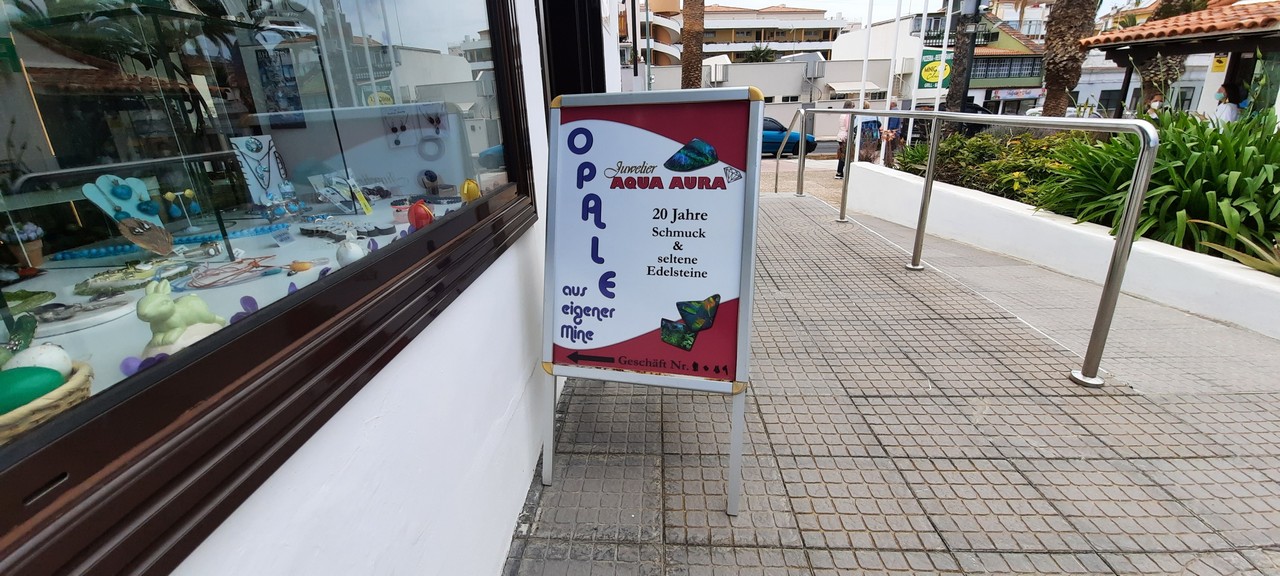 OPALE
aus
eigener
Mine
Juwelier
AQUA AURA
20 Jahre
Schmuck
&
seltene
Edelsteine
Geschäft Nr.